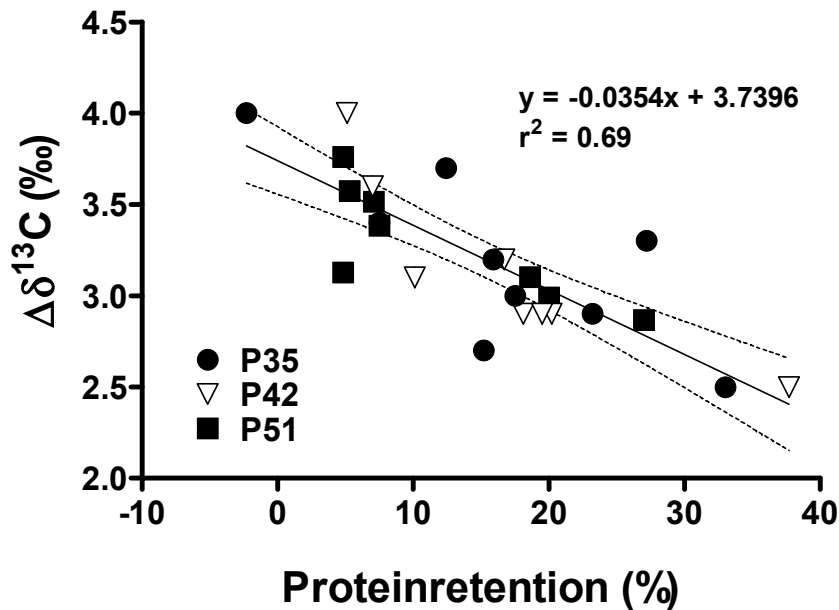 4.5
4.0
3.5
3.0
2.5
2.0
Δδ¹³C (‰)
y = -0.0354x + 3.7396
r² = 0.69
P35
P42
P51
-10 0 10 20 30 40
Proteinretention (%)